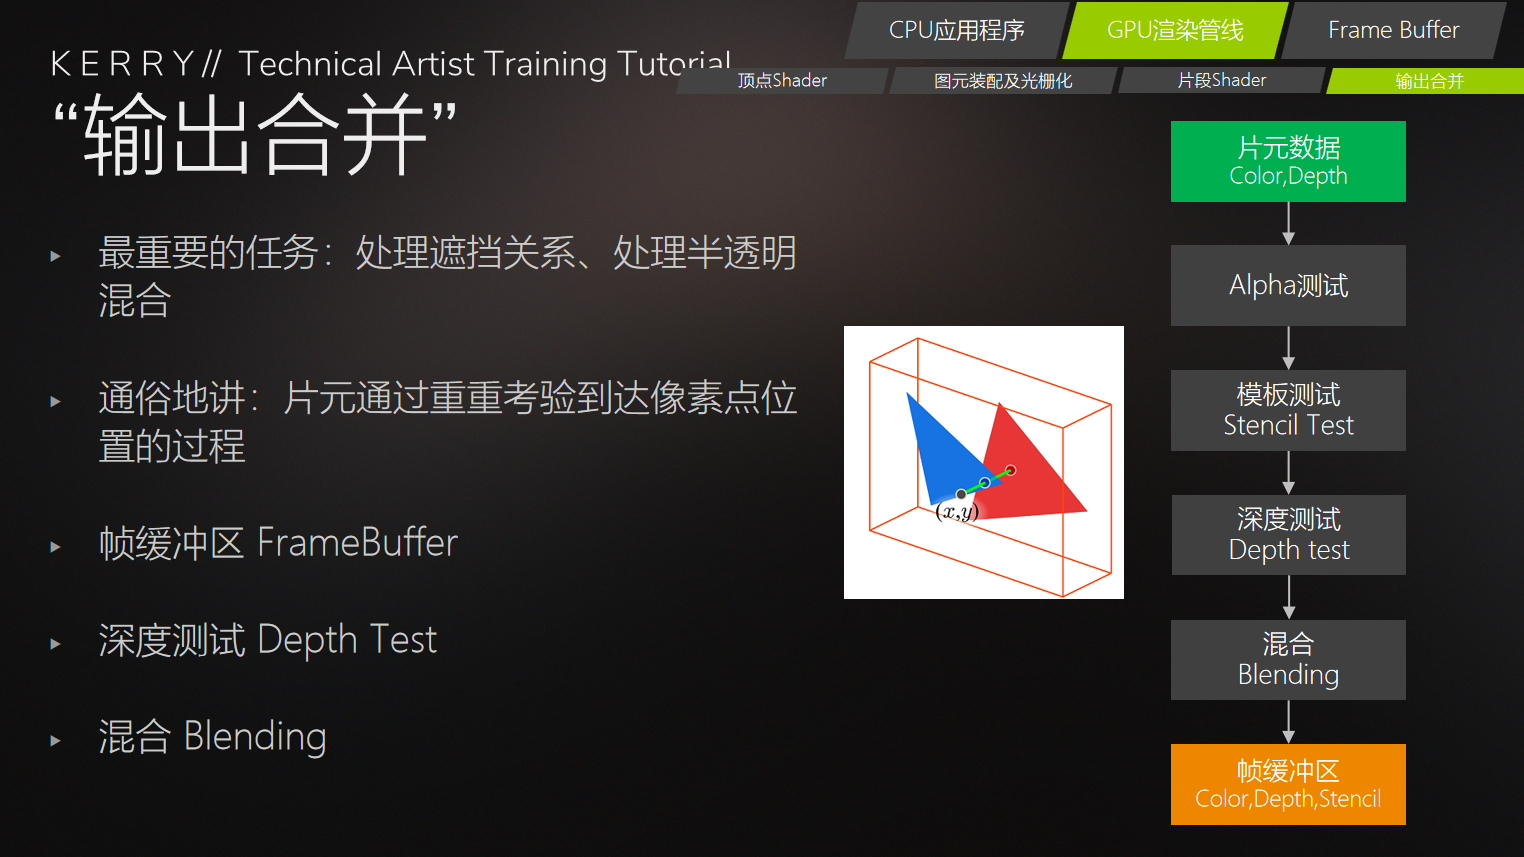 CPU应用程序
GPU渲染管线
Frame Buffer
KERRY// Technical Artist Training Tutorial
顶点Shader
图元装配及光栅化
片段Shader
输出合并
“输出合并”
最重要的任务：处理遮挡关系、处理半透明
混合
通俗地讲：片元通过重重考验到达像素点位
置的过程
帧缓冲区 FrameBuffer
深度测试 Depth Test
混合 Blending
(x,y)
片元数据
Color,Depth
Alpha测试
模板测试
Stencil Test
深度测试
Depth test
混合
Blending
帧缓冲区
Color,Depth,Stencil